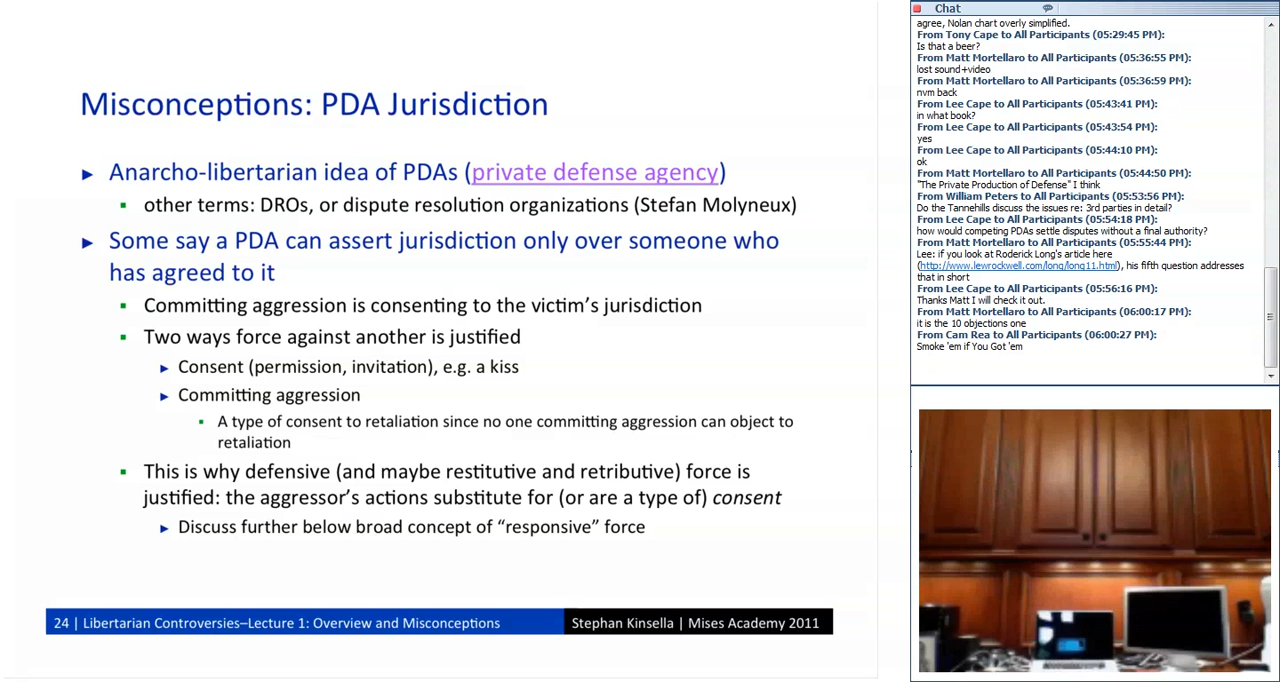 Misconceptions: PDA Jurisdiction
► Anarcho-libertarian idea of PDAs (private defense agency)
▪ other terms: DROs, or dispute resolution organizations (Stefan Molyneux)
► Some say a PDA can assert jurisdiction only over someone who
has agreed to it
▪ Committing aggression is consenting to the victim's jurisdiction
▪ Two ways force against another is justified
► Consent (permission, invitation), e.g. a kiss
► Committing aggression
▪ A type of consent to retaliation since no one committing aggression can object to
retaliation
▪ This is why defensive (and maybe restitutive and retributive) force is
justified: the aggressor's actions substitute for (or are a type of) consent
► Discuss further below broad concept of "responsive" force
24 | Libertarian Controversies–Lecture 1: Overview and Misconceptions
Stephan Kinsella | Mises Academy 2011
Chat
agree, Nolan chart overly simplified.
From Tony Cape to All Participants (05:29:45 PM):
Is that a beer?
From Matt Mortellaro to All Participants (05:36:55 PM):
lost sound+video
From Matt Mortellaro to All Participants (05:36:59 PM):
nvm back
From Lee Cape to All Participants (05:43:41 PM):
in what book?
From Lee Cape to All Participants (05:43:54 PM):
yes
From Lee Cape to All Participants (05:44:10 PM):
ok
From Matt Mortellaro to All Participants (05:44:50 PM):
"The Private Production of Defense" I think
From William Peters to All Participants (05:53:56 PM):
Do the Tannehills discuss the issues re: 3rd parties in detail?
From Lee Cape to All Participants (05:54:18 PM):
how would competing PDAs settle disputes without a final authority?
From Matt Mortellaro to All Participants (05:55:44 PM):
Lee: if you look at Roderick Long's article here
(http://www.lewrockwell.com/long/long11.html), his fifth question addresses
that in short
From Lee Cape to All Participants (05:56:16 PM):
Thanks Matt I will check it out.
From Matt Mortellaro to All Participants (06:00:17 PM):
it is the 10 objections one
From Cam Rea to All Participants (06:00:27 PM):
Smoke 'em if You Got 'em